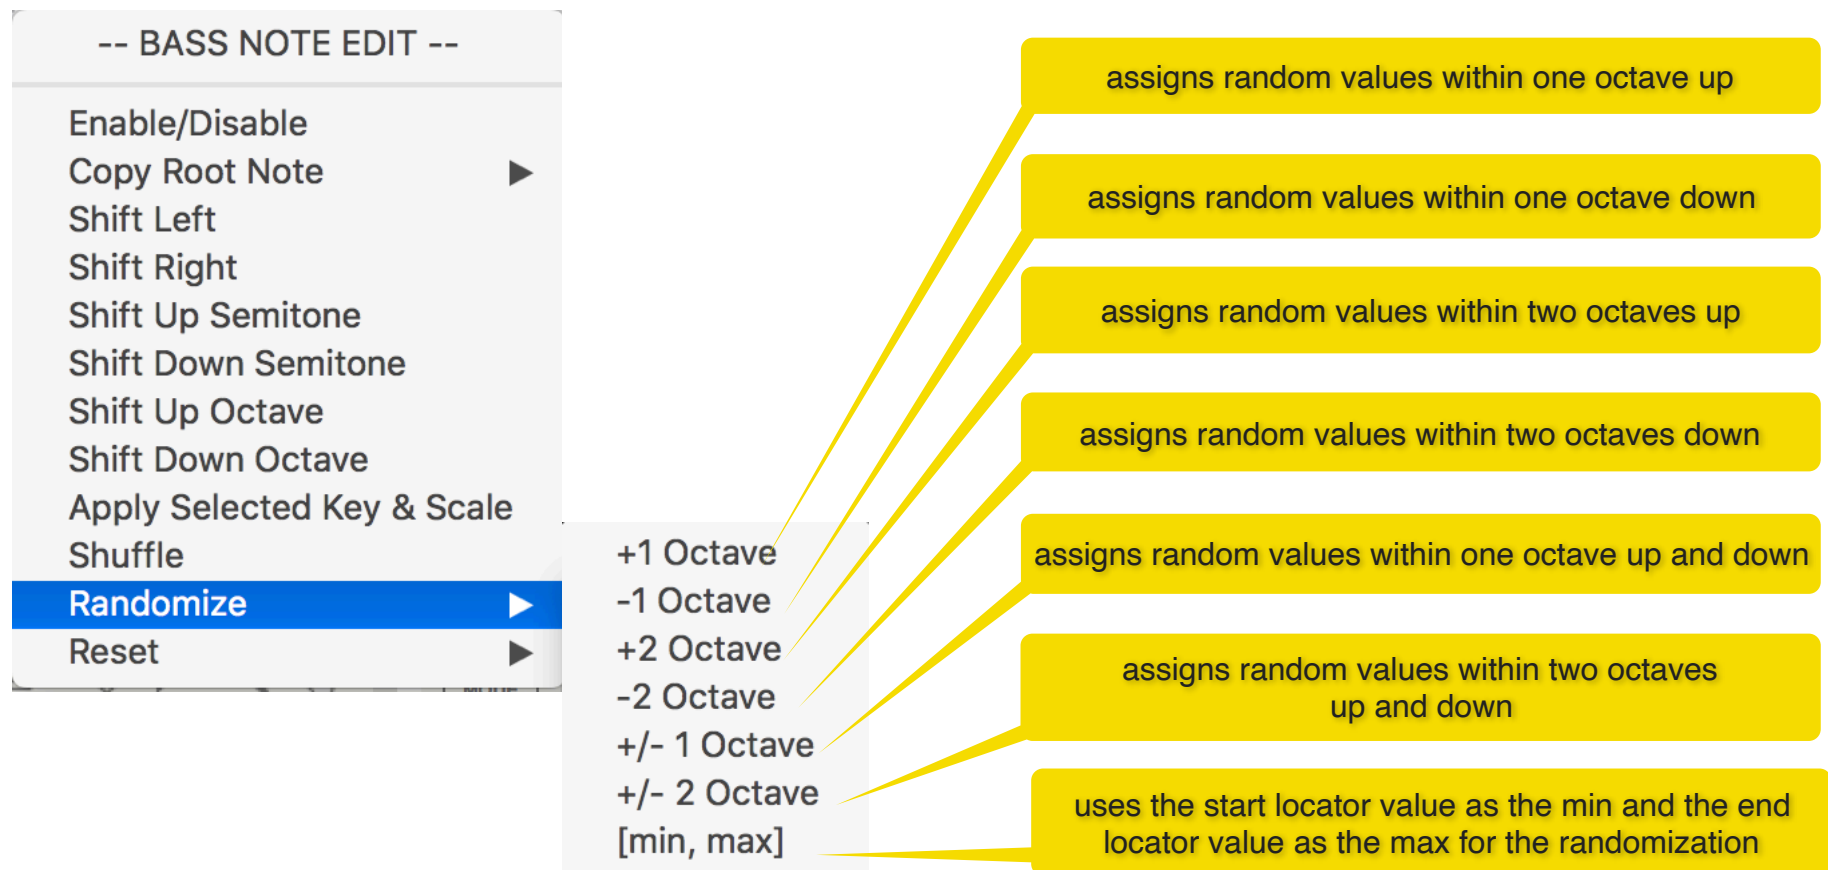 -- BASS NOTE EDIT --
Enable/Disable
Copy Root Note
Shift Left
Shift Right
Shift Up Semitone
Shift Down Semitone
Shift Up Octave
Shift Down Octave
Apply Selected Key & Scale
Shuffle
Randomize
Reset
+1 Octave
-1 Octave
+2 Octave
-2 Octave
+/- 1 Octave
+/- 2 Octave
[min, max]
assigns random values within one octave up
assigns random values within one octave down
assigns random values within two octaves up
assigns random values within two octaves down
assigns random values within one octave up and down
assigns random values within two octaves
up and down
uses the start locator value as the min and the end
locator value as the max for the randomization